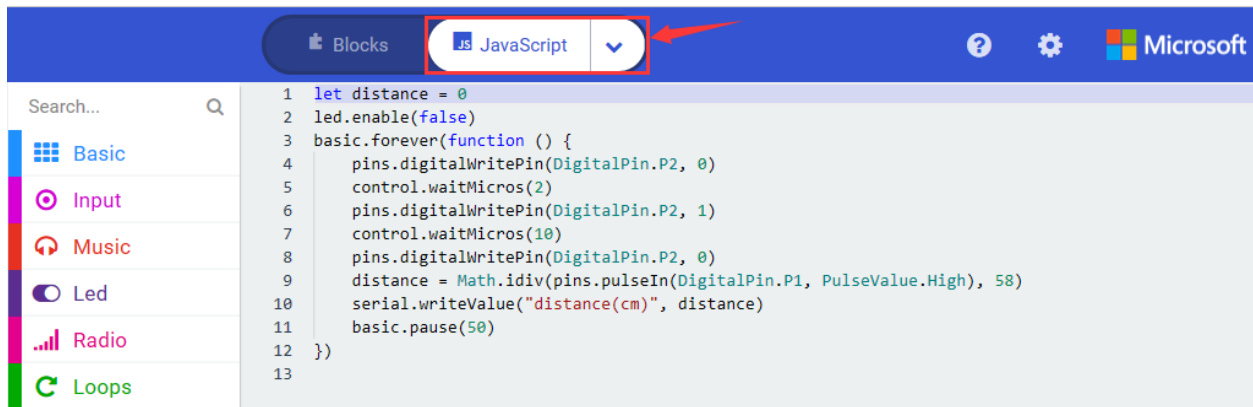 Blocks
JS JavaScript
Microsoft
Search...
Basic
Input
Music
Led
Radio
Loops
1 let distance = 0
2 led.enable(false)
3 basic.forever(function () {
4 pins.digitalWritePin(DigitalPin.P2, 0)
5 control.waitMicros(2)
6 pins.digitalWritePin(DigitalPin.P2, 1)
7 control.waitMicros(10)
8 pins.digitalWritePin(DigitalPin.P2, 0)
9 distance = Math.idiv(pins.pulseIn(DigitalPin.P1, PulseValue.High), 58)
10 serial.writeValue("distance(cm)", distance)
11 basic.pause(50)
12 })
13